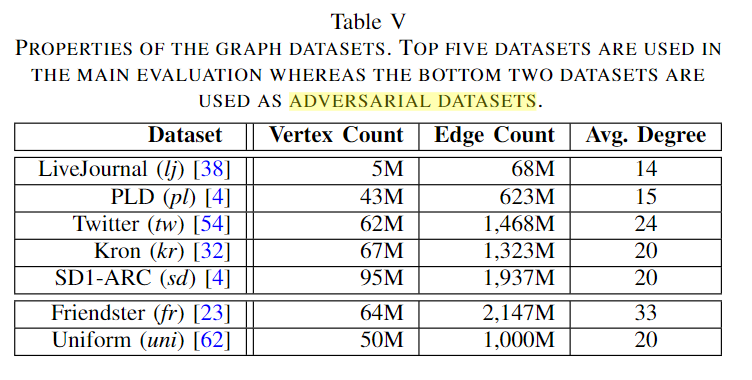 Table V
PROPERTIES OF THE GRAPH DATASETS. TOP FIVE DATASETS ARE USED IN
THE MAIN EVALUATION WHEREAS THE BOTTOM TWO DATASETS ARE
USED AS ADVERSARIAL DATASETS.
Dataset Vertex Count Edge Count Avg. Degree
LiveJournal (lj) [38] 5M 68M 14
PLD (pl) [4] 43M 623M 15
Twitter (tw) [54] 62M 1,468M 24
Kron (kr) [32] 67M 1,323M 20
SD1-ARC (sd) [4] 95M 1,937M 20
Friendster (fr) [23] 64M 2,147M 33
Uniform (uni) [62] 50M 1,000M 20